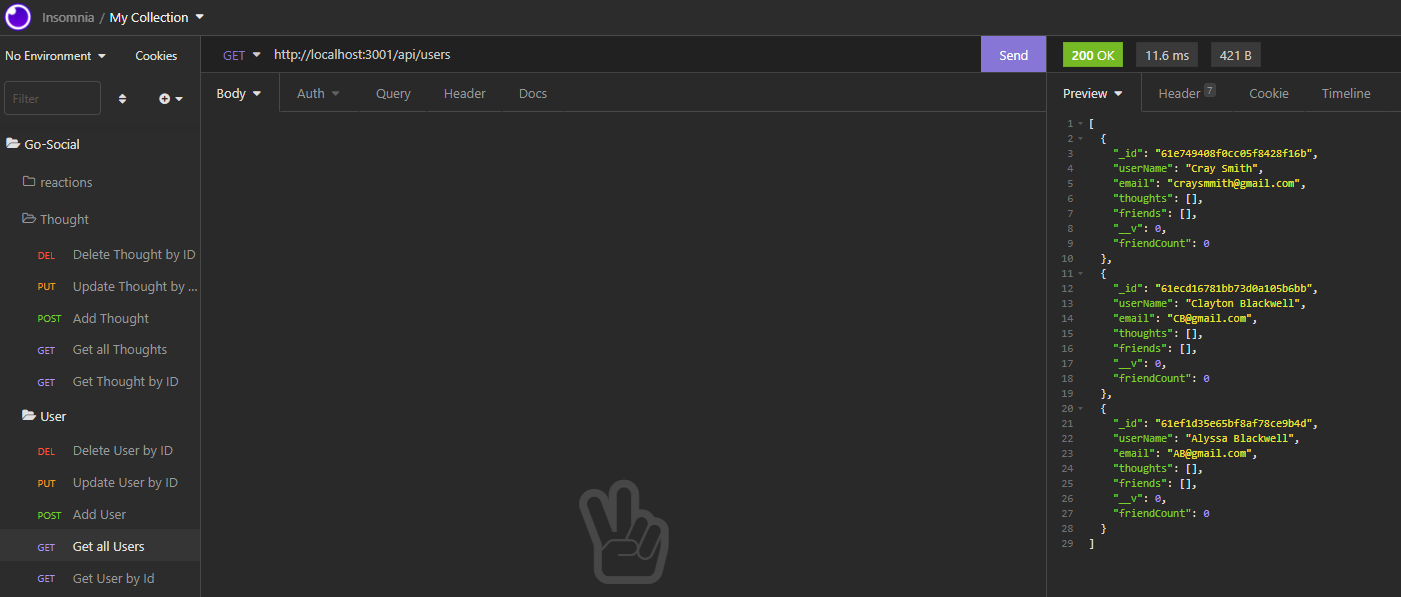 Insomnia / My Collection
No Environment
Cookies
GET
http://localhost:3001/api/users
Send
200 OK
11.6 ms
421 B
Filter
Body
Auth
Query
Header
Docs
Preview
Header 7
Cookie
Timeline
Go-Social
reactions
Thought
DEL Delete Thought by ID
PUT Update Thought by ...
POST Add Thought
GET Get all Thoughts
GET Get Thought by ID
User
DEL Delete User by ID
PUT Update User by ID
POST Add User
GET Get all Users
GET Get User by Id
1 [
2 {
3 "_id": "61e749408f0cc05f8428f16b",
4 "userName": "Cray Smith",
5 "email": "craysmmith@gmail.com",
6 "thoughts": [],
7 "friends": [],
8 "__v": 0,
9 "friendCount": 0
10 },
11 {
12 "_id": "61ecd16781bb73d0a105b6bb",
13 "userName": "Clayton Blackwell",
14 "email": "CB@gmail.com",
15 "thoughts": [],
16 "friends": [],
17 "__v": 0,
18 "friendCount": 0
19 },
20 {
21 "_id": "61ef1d35e65bf8af78ce9b4d",
22 "userName": "Alyssa Blackwell",
23 "email": "AB@gmail.com",
24 "thoughts": [],
25 "friends": [],
26 "__v": 0,
27 "friendCount": 0
28 }
29 ]